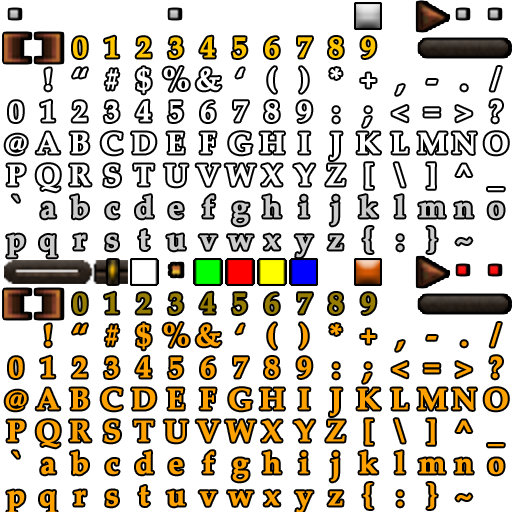 0 1 2 3 4 5 6 7 8 9
! “ # $ % & ‘ ( ) * + , - . /
0 1 2 3 4 5 6 7 8 9 : ; < = > ?
@ A B C D E F G H I J K L M N O
P Q R S T U V W X Y Z [ \ ] ^ _
` a b c d e f g h i j k l m n o
p q r s t u v w x y z { : } ~
0 1 2 3 4 5 6 7 8 9
! “ # $ % & ‘ ( ) * + , - . /
0 1 2 3 4 5 6 7 8 9 : ; < = > ?
@ A B C D E F G H I J K L M N O
P Q R S T U V W X Y Z [ \ ] ^ _
` a b c d e f g h i j k l m n o
p q r s t u v w x y z { : } ~